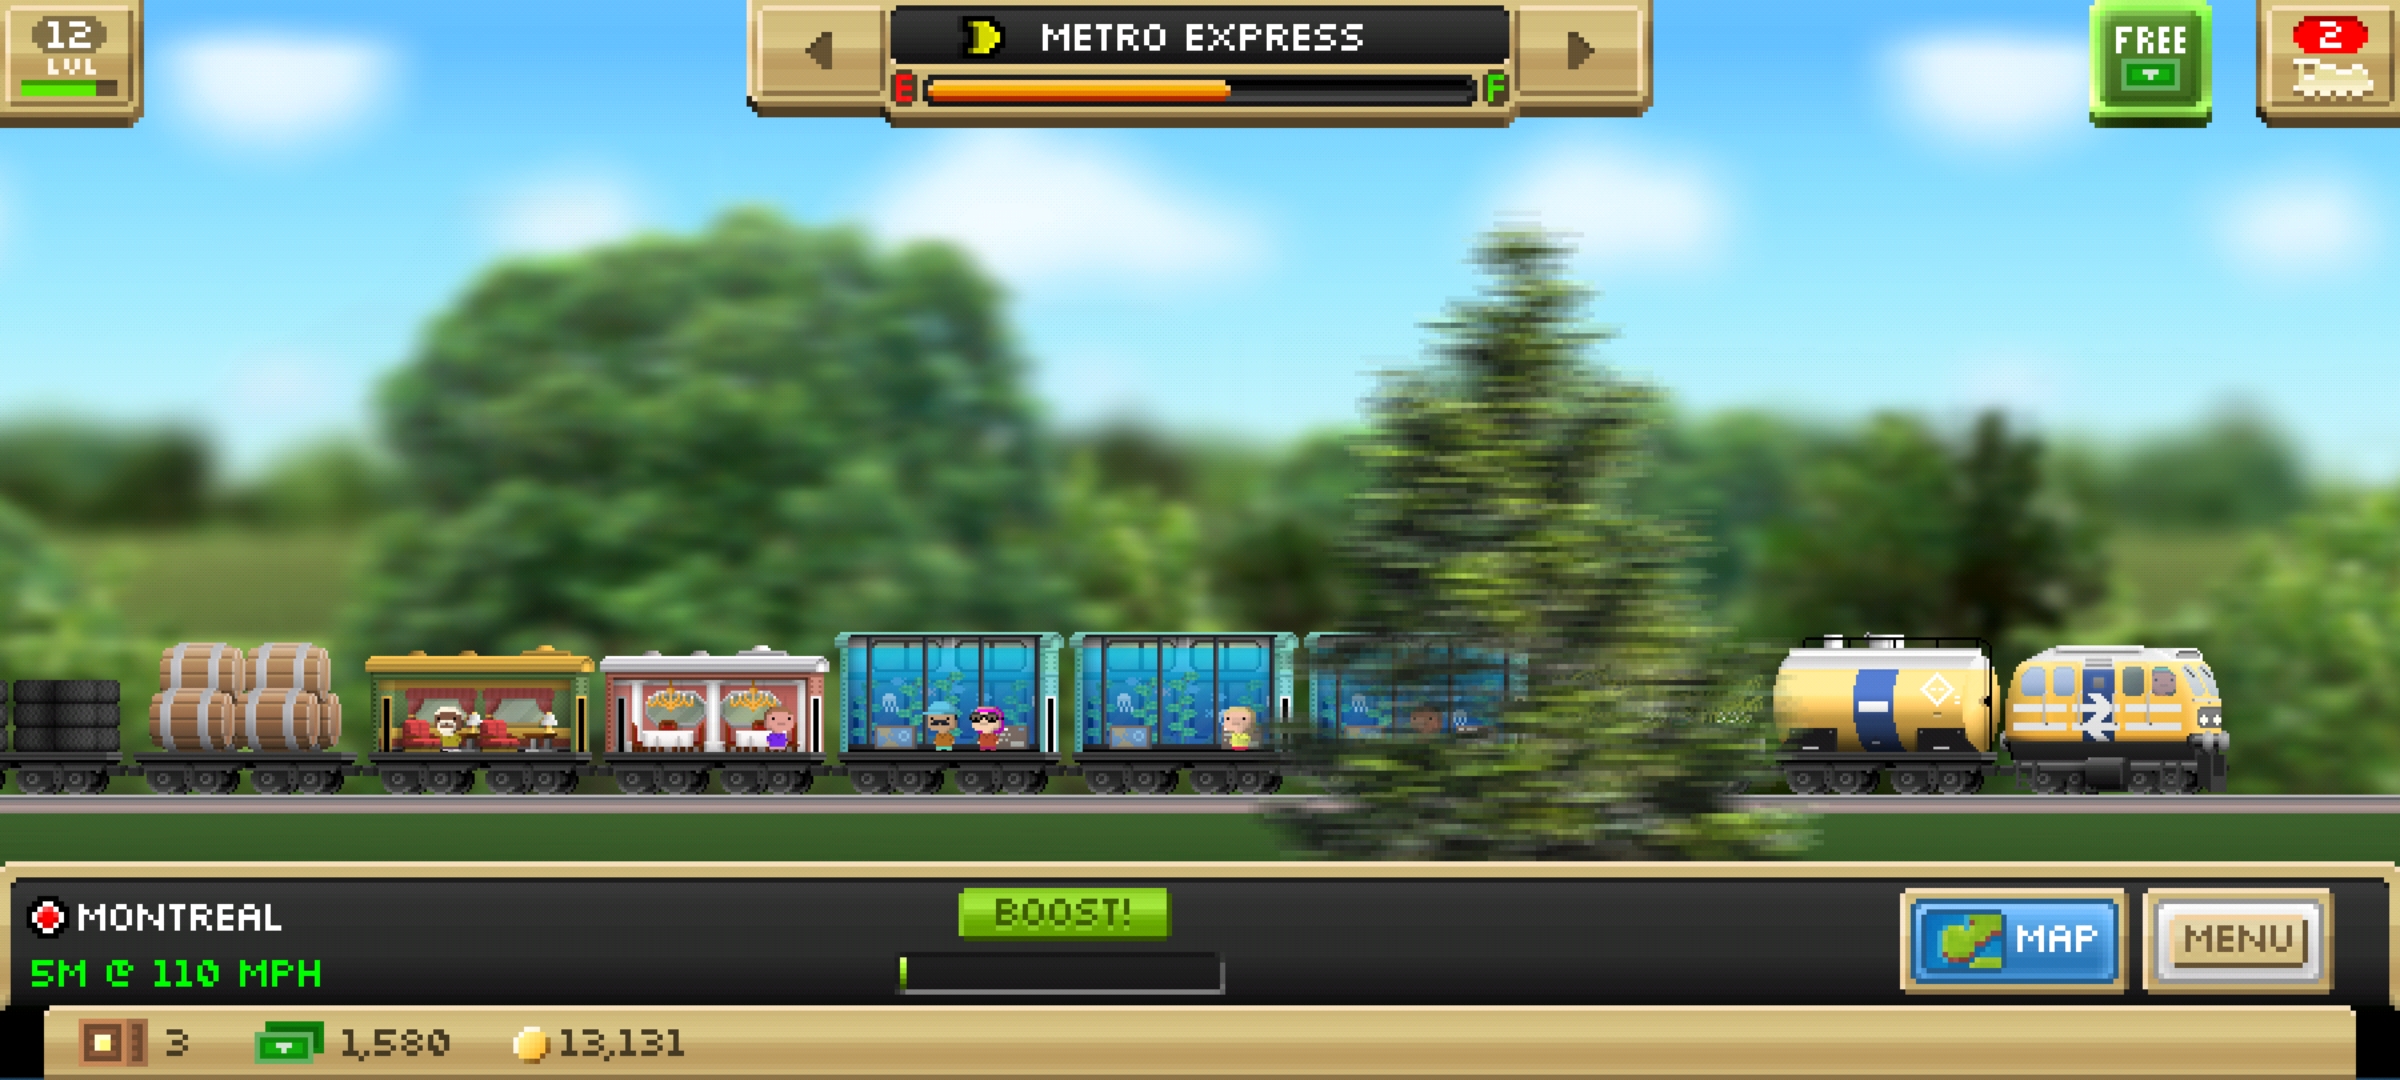 12
LVL
METRO EXPRESS
E F
FREE
2
MONTREAL
5M @ 110 MPH
BOOST!
MAP
MENU
3 1,580 13,131